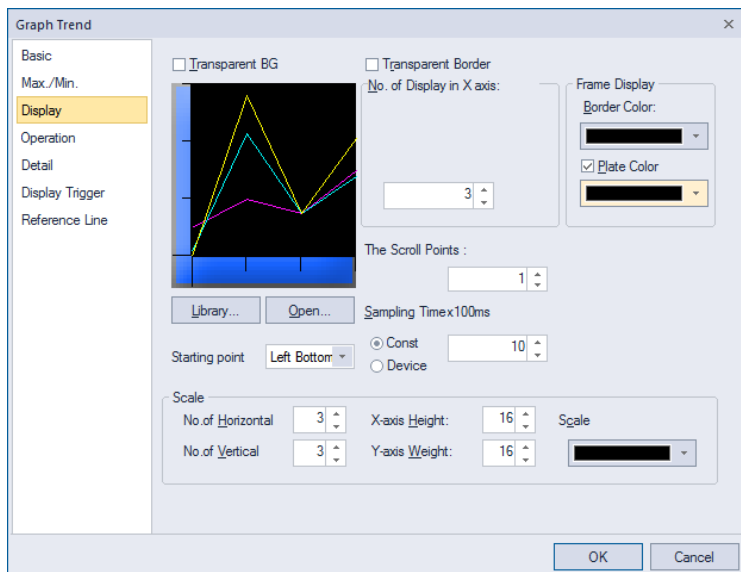 Graph Trend
Basic
Max./Min.
Display
Operation
Detail
Display Trigger
Reference Line
Transparent BG
Transparent Border
No. of Display in X axis:
3
Frame Display
Border Color:
Plate Color
The Scroll Points :
1
Library...
Open...
Sampling Timex100ms
Starting point
Left Bottom
Const
Device
10
Scale
No.of Horizontal
3
X-axis Height:
16
Scale
No.of Vertical
3
Y-axis Weight:
16
OK
Cancel